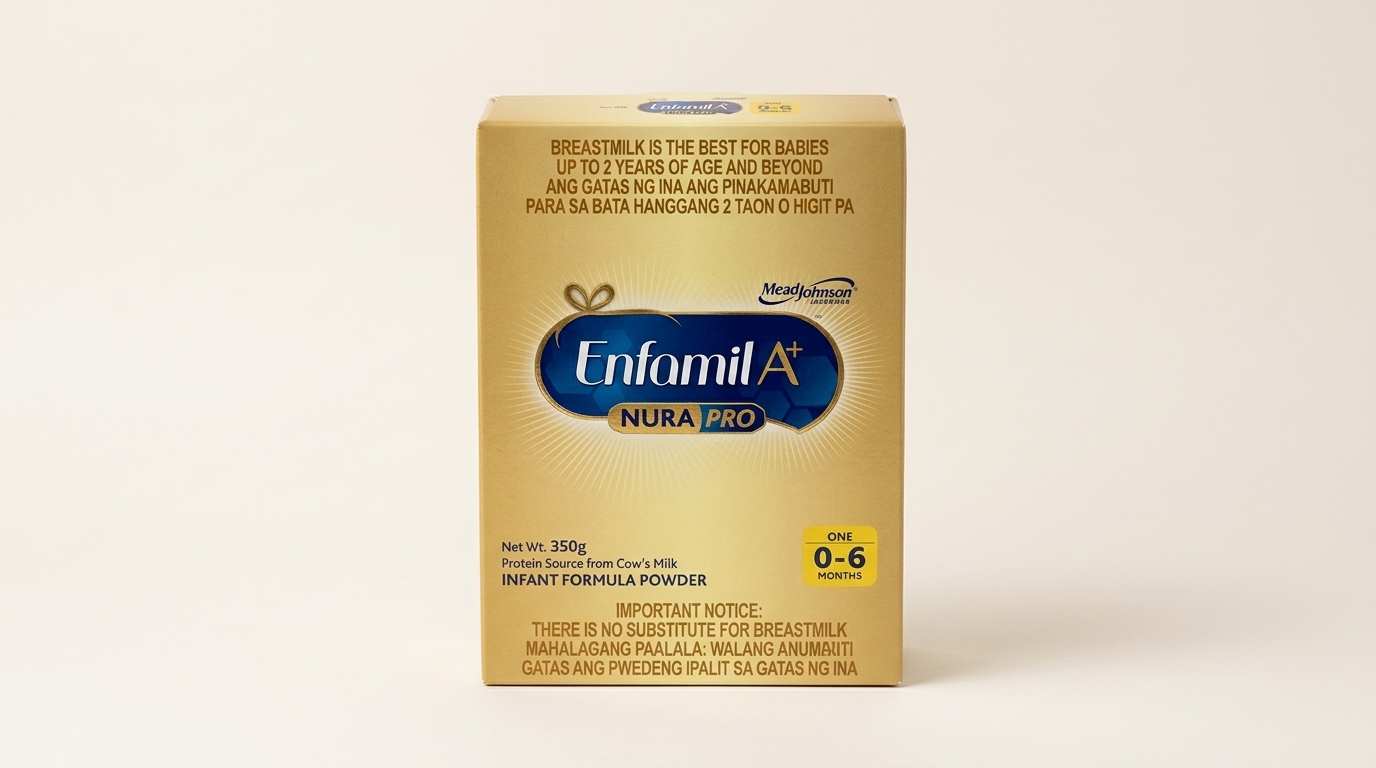 Enfamil A+
0-6
BREASTMILK IS THE BEST FOR BABIES
UP TO 2 YEARS OF AGE AND BEYOND
ANG GATAS NG INA ANG PINAKAMABUTI
PARA SA BATA HANGGANG 2 TAON O HIGIT PA
MeadJohnson
Enfamil A+
NURA PRO
Net Wt. 350g
Protein Source from Cow's Milk
INFANT FORMULA POWDER
ONE
0-6
MONTHS
IMPORTANT NOTICE:
THERE IS NO SUBSTITUTE FOR BREASTMILK
MAHALAGANG PAALALA: WALANG
GATAS ANG PWEDENG IPALIT SA GATAS NG INA